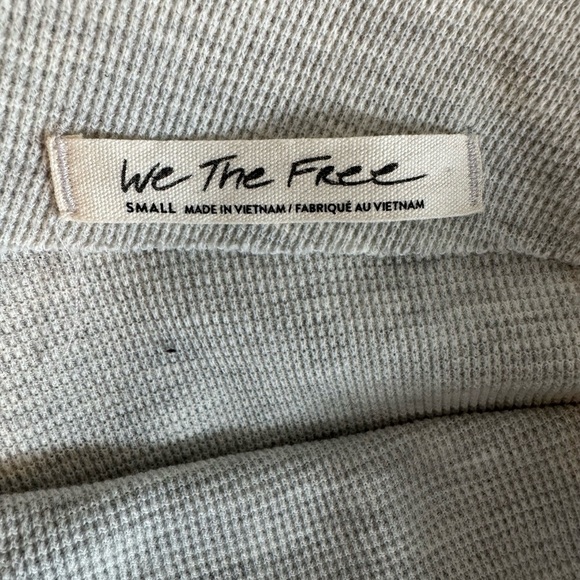 We The Free
SMALL MADE IN VIETNAM / FABRIQUÉ AU VIETNAM